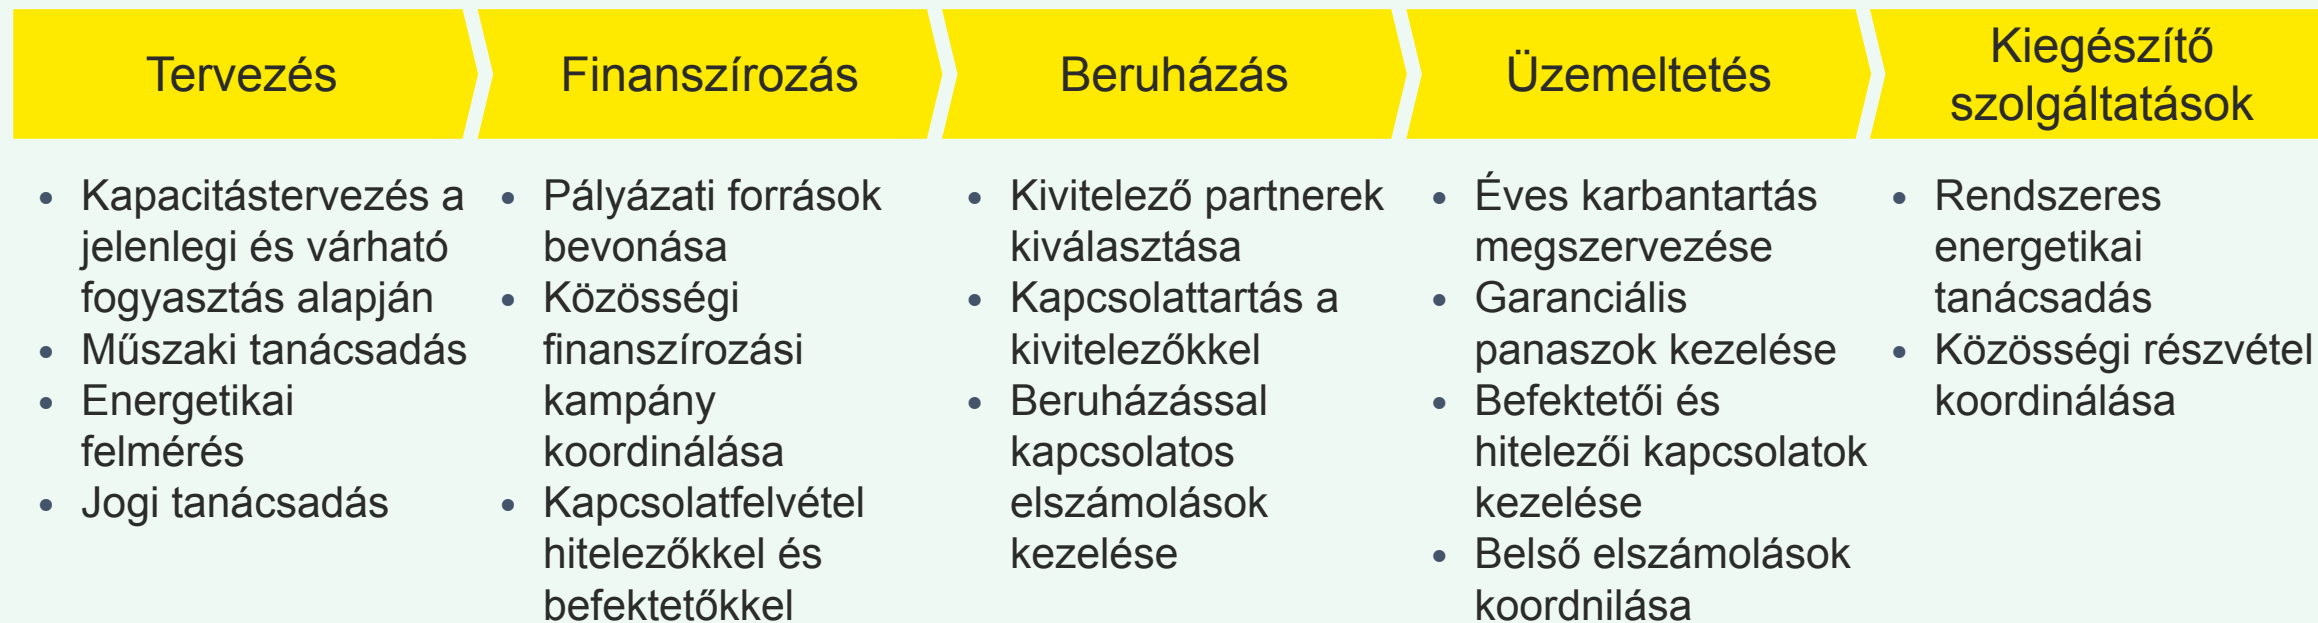 Tervezés
Finanszírozás
Beruházás
Üzemeltetés
Kiegészítő
szolgáltatások
• Kapacitástervezés a
jelenlegi és várható
fogyasztás alapján
• Műszaki tanácsadás
• Energetikai
felmérés
• Jogi tanácsadás
• Pályázati források
bevonása
• Közösségi
finanszírozási
kampány
koordinálása
• Kapcsolatfelvétel
hitelezőkkel és
befektetőkkel
• Kivitelező partnerek
kiválasztása
• Kapcsolattartás a
kivitelezőkkel
• Beruházással
kapcsolatos
elszámolások
kezelése
• Éves karbantartás
megszervezése
• Garanciális
panaszok kezelése
• Befektetői és
hitelezői kapcsolatok
kezelése
• Belső elszámolások
koordnilása
• Rendszeres
energetikai
tanácsadás
• Közösségi részvétel
koordinálása